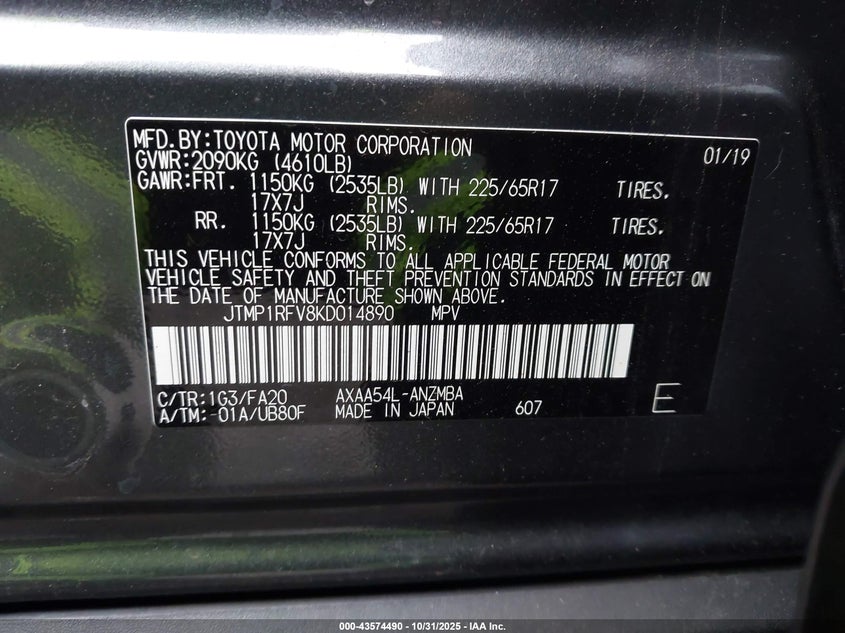 MFD.BY:TOYOTA MOTOR CORPORATION 01/19
GVWR:2090KG (4610LB)
GAWR:FRT. 1150KG (2535LB) WITH 225/65R17 TIRES.
17X7J RIMS.
RR. 1150KG (2535LB) WITH 225/65R17 TIRES.
17X7J RIMS.
THIS VEHICLE CONFORMS TO ALL APPLICABLE FEDERAL MOTOR
VEHICLE SAFETY AND THEFT PREVENTION STANDARDS IN EFFECT ON
THE DATE OF MANUFACTURE SHOWN ABOVE.
JTMP1RFV8KD014890 MPV
C/TR:1G3/FA20 AXAA54L-ANZMBA
A/TM:-01A/UB80F MADE IN JAPAN 607 E
000-43574490 - 10/31/2025 - IAA Inc.